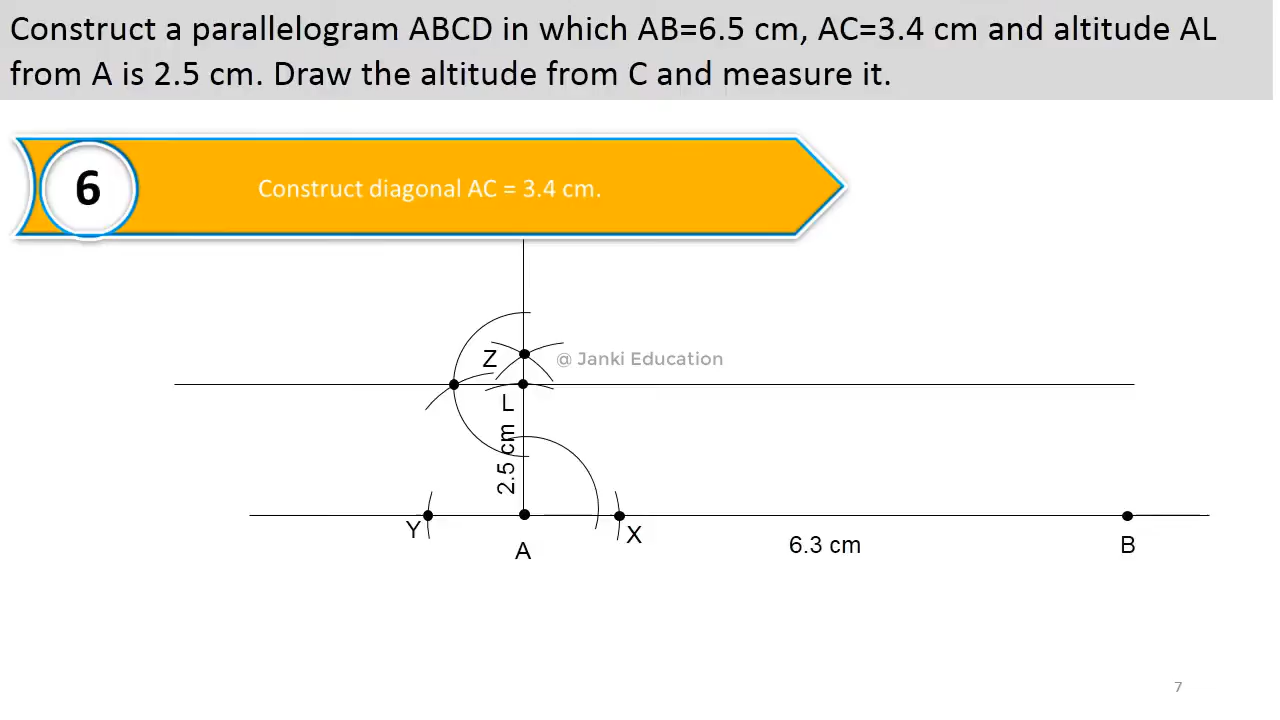 Construct a parallelogram ABCD in which AB=6.5 cm, AC=3.4 cm and altitude AL
from A is 2.5 cm. Draw the altitude from C and measure it.
6
Construct diagonal AC = 3.4 cm.
Z
@ Janki Education
L
2.5 cm
Y
X
A
6.3 cm
B
7